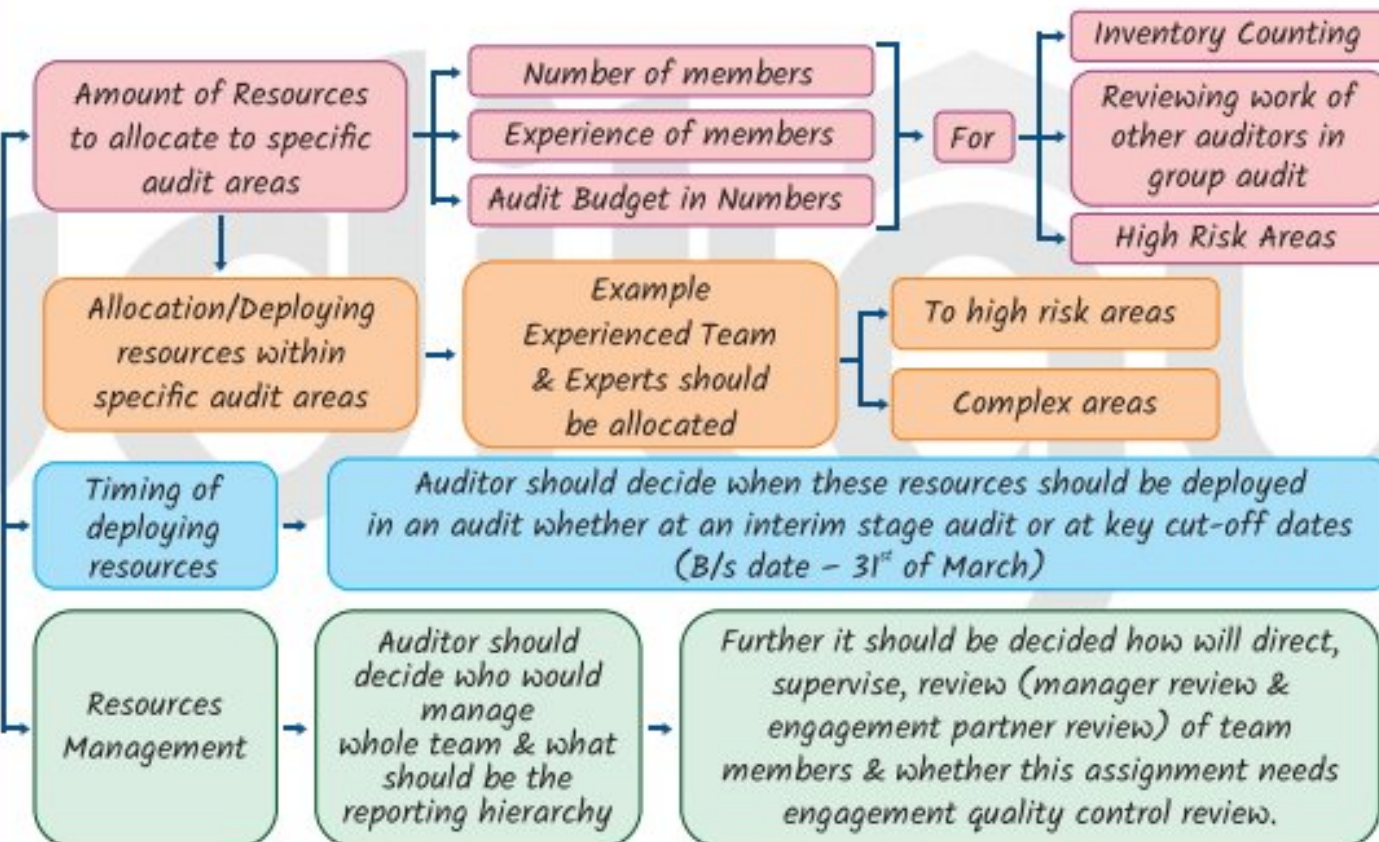 Amount of Resources
to allocate to specific
audit areas
Number of members
Experience of members
Audit Budget in Numbers
For
Inventory Counting
Reviewing work of
other auditors in
group audit
High Risk Areas
Allocation/Deploying
resources within
specific audit areas
Example
Experienced Team
& Experts should
be allocated
To high risk areas
Complex areas
Timing of
deploying
resources
Auditor should decide when these resources should be deployed
in an audit whether at an interim stage audit or at key cut-off dates
(B/s date – 31st of March)
Resources
Management
Auditor should
decide who would
manage
whole team & what
should be the
reporting hierarchy
Further it should be decided how will direct,
supervise, review (manager review &
engagement partner review) of team
members & whether this assignment needs
engagement quality control review.